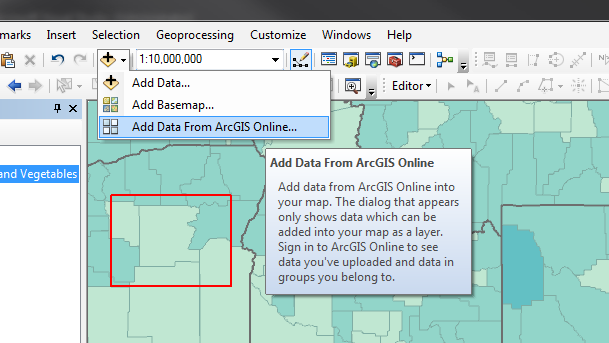 marks Insert Selection Geoprocessing Customize Windows Help
1:10,000,000
Add Data...
Add Basemap...
Add Data From ArcGIS Online...
Editor
and Vegetables
Add Data From ArcGIS Online
Add data from ArcGIS Online into
your map. The dialog that appears
only shows data which can be
added into your map as a layer.
Sign in to ArcGIS Online to see
data you've uploaded and data in
groups you belong to.